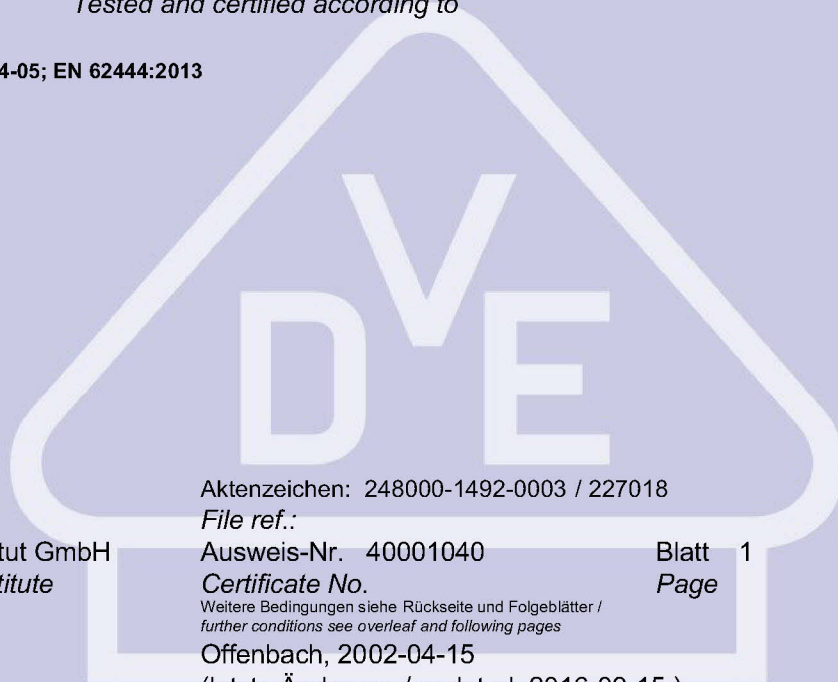 Tested and certified according to
4-05; EN 62444:2013
VDE
Aktenzeichen: 248000-1492-0003 / 227018
File ref.:
tut GmbH Ausweis-Nr. 40001040 Blatt 1
titute Certificate No. Page
Weitere Bedingungen siehe Rückseite und Folgeblätter /
further conditions see overleaf and following pages
Offenbach, 2002-04-15